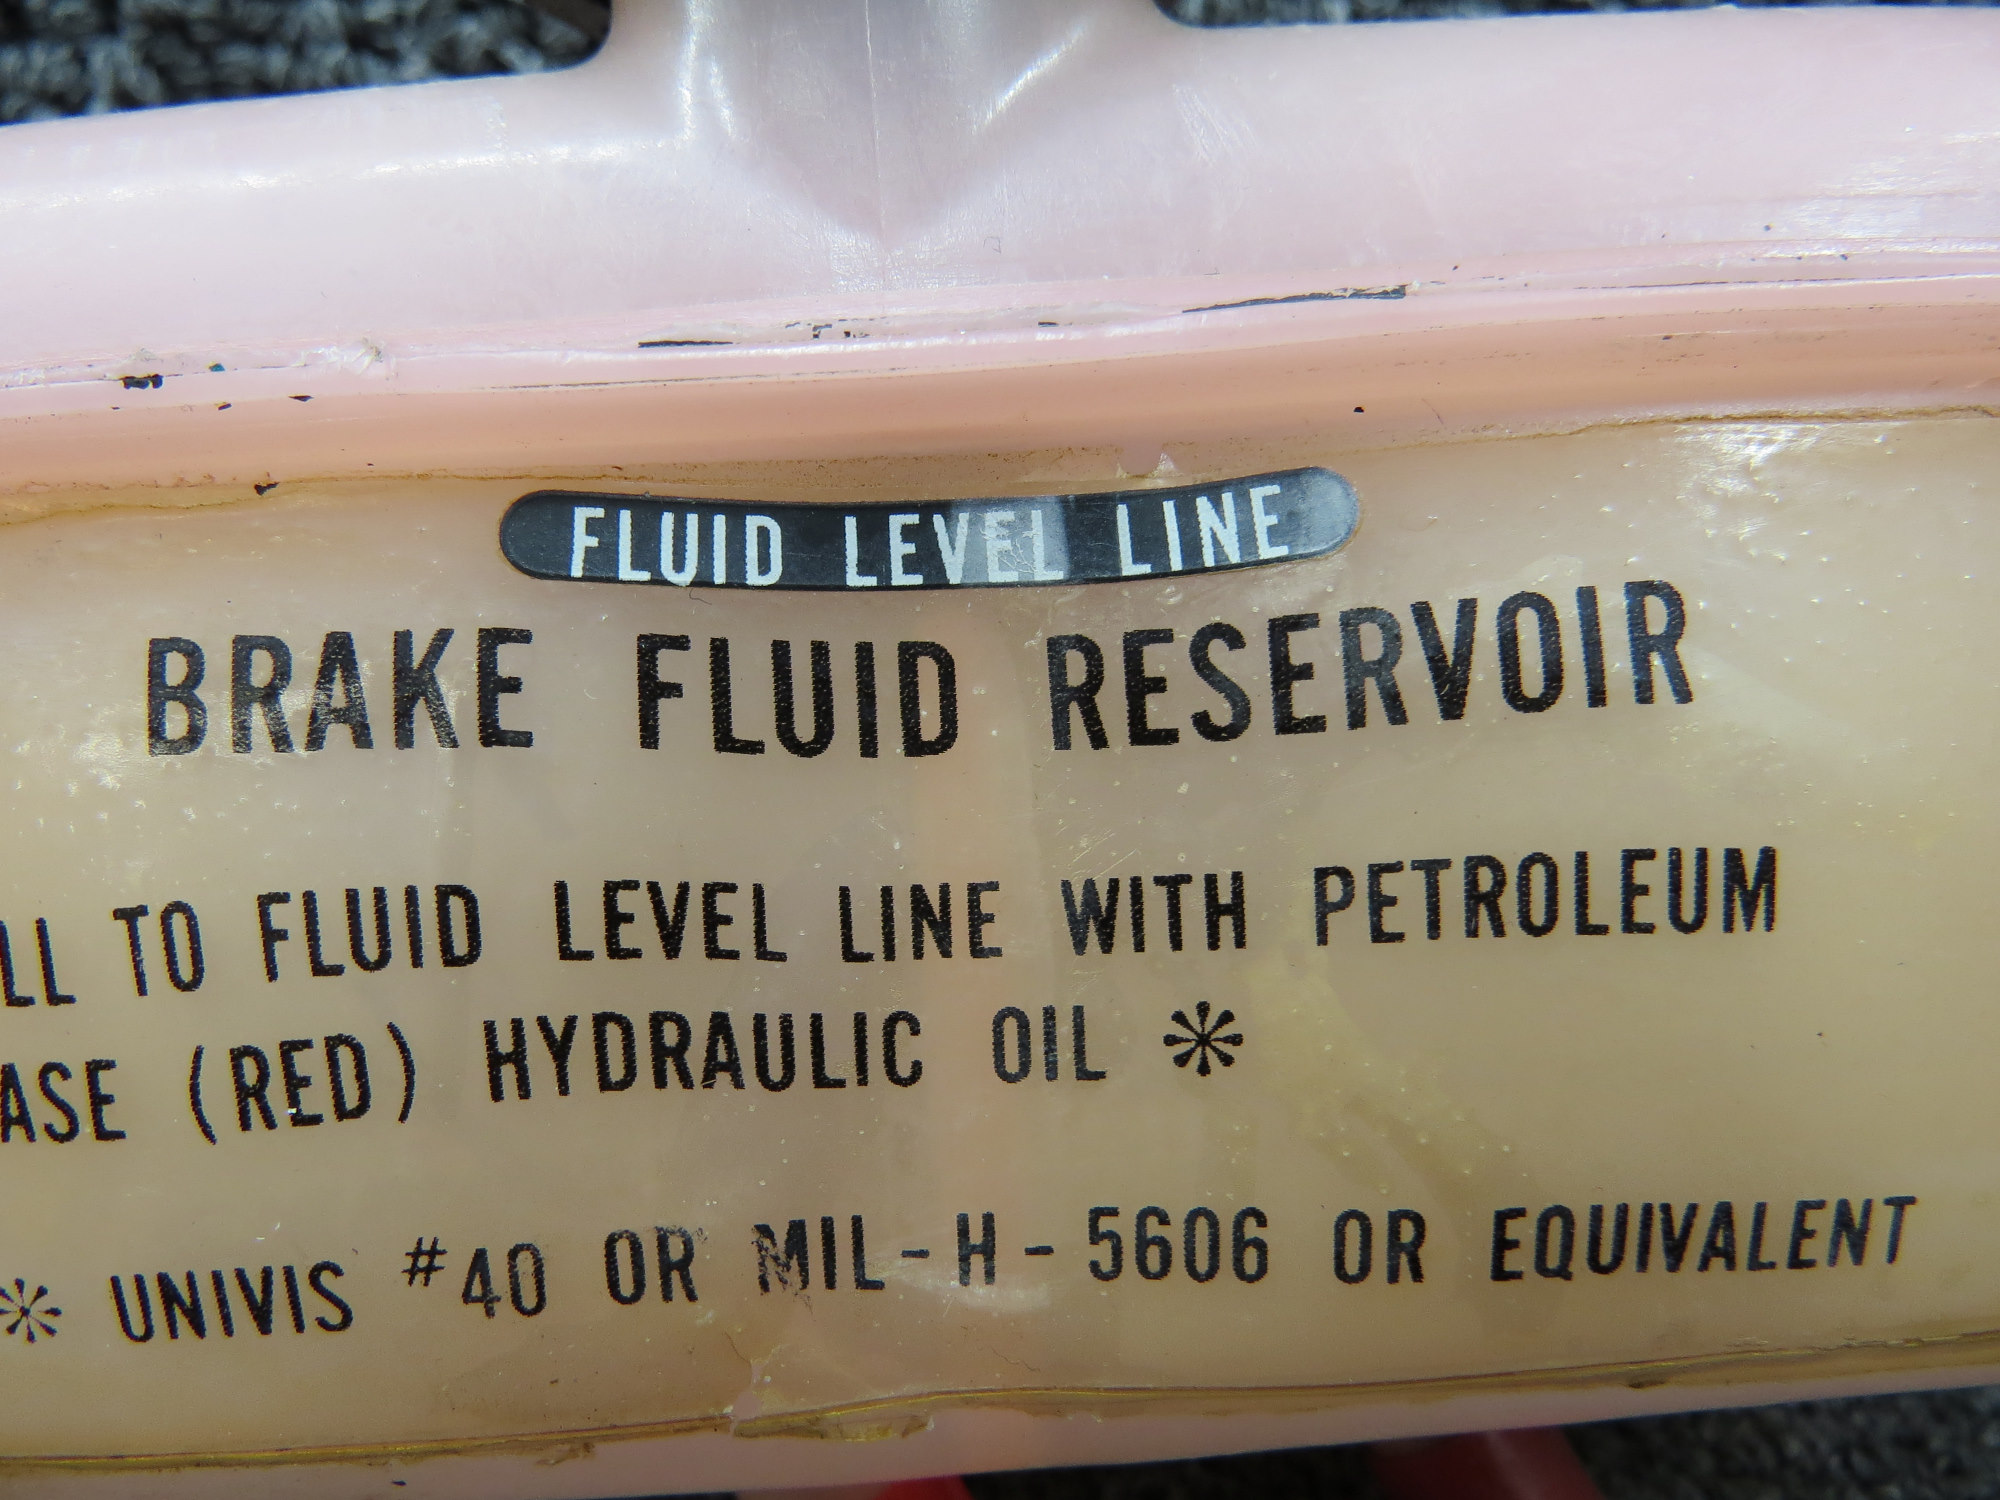 FLUID LEVEL LINE
BRAKE FLUID RESERVOIR
LL TO FLUID LEVEL LINE WITH PETROLEUM
ASE (RED) HYDRAULIC OIL *
* UNIVIS #40 OR MIL-H-5606 OR EQUIVALENT